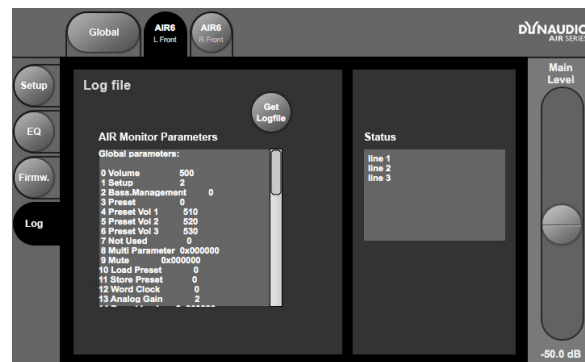 Global
AIR6
L Front
AIR6
R Front
DYNAUDIO
AIR SERIES
Setup
EQ
Firmw.
Log
Log file
Get
Logfile
AIR Monitor Parameters
Global parameters:
0 Volume 500
1 Setup 2
2 Bass.Management 0
3 Preset 0
4 Preset Vol 1 510
5 Preset Vol 2 520
6 Preset Vol 3 530
7 Not Used 0
8 Multi Parameter 0x000000
9 Mute 0x000000
10 Load Preset 0
11 Store Preset 0
12 Word Clock 0
13 Analog Gain 2
Status
line 1
line 2
line 3
Main
Level
-50.0 dB